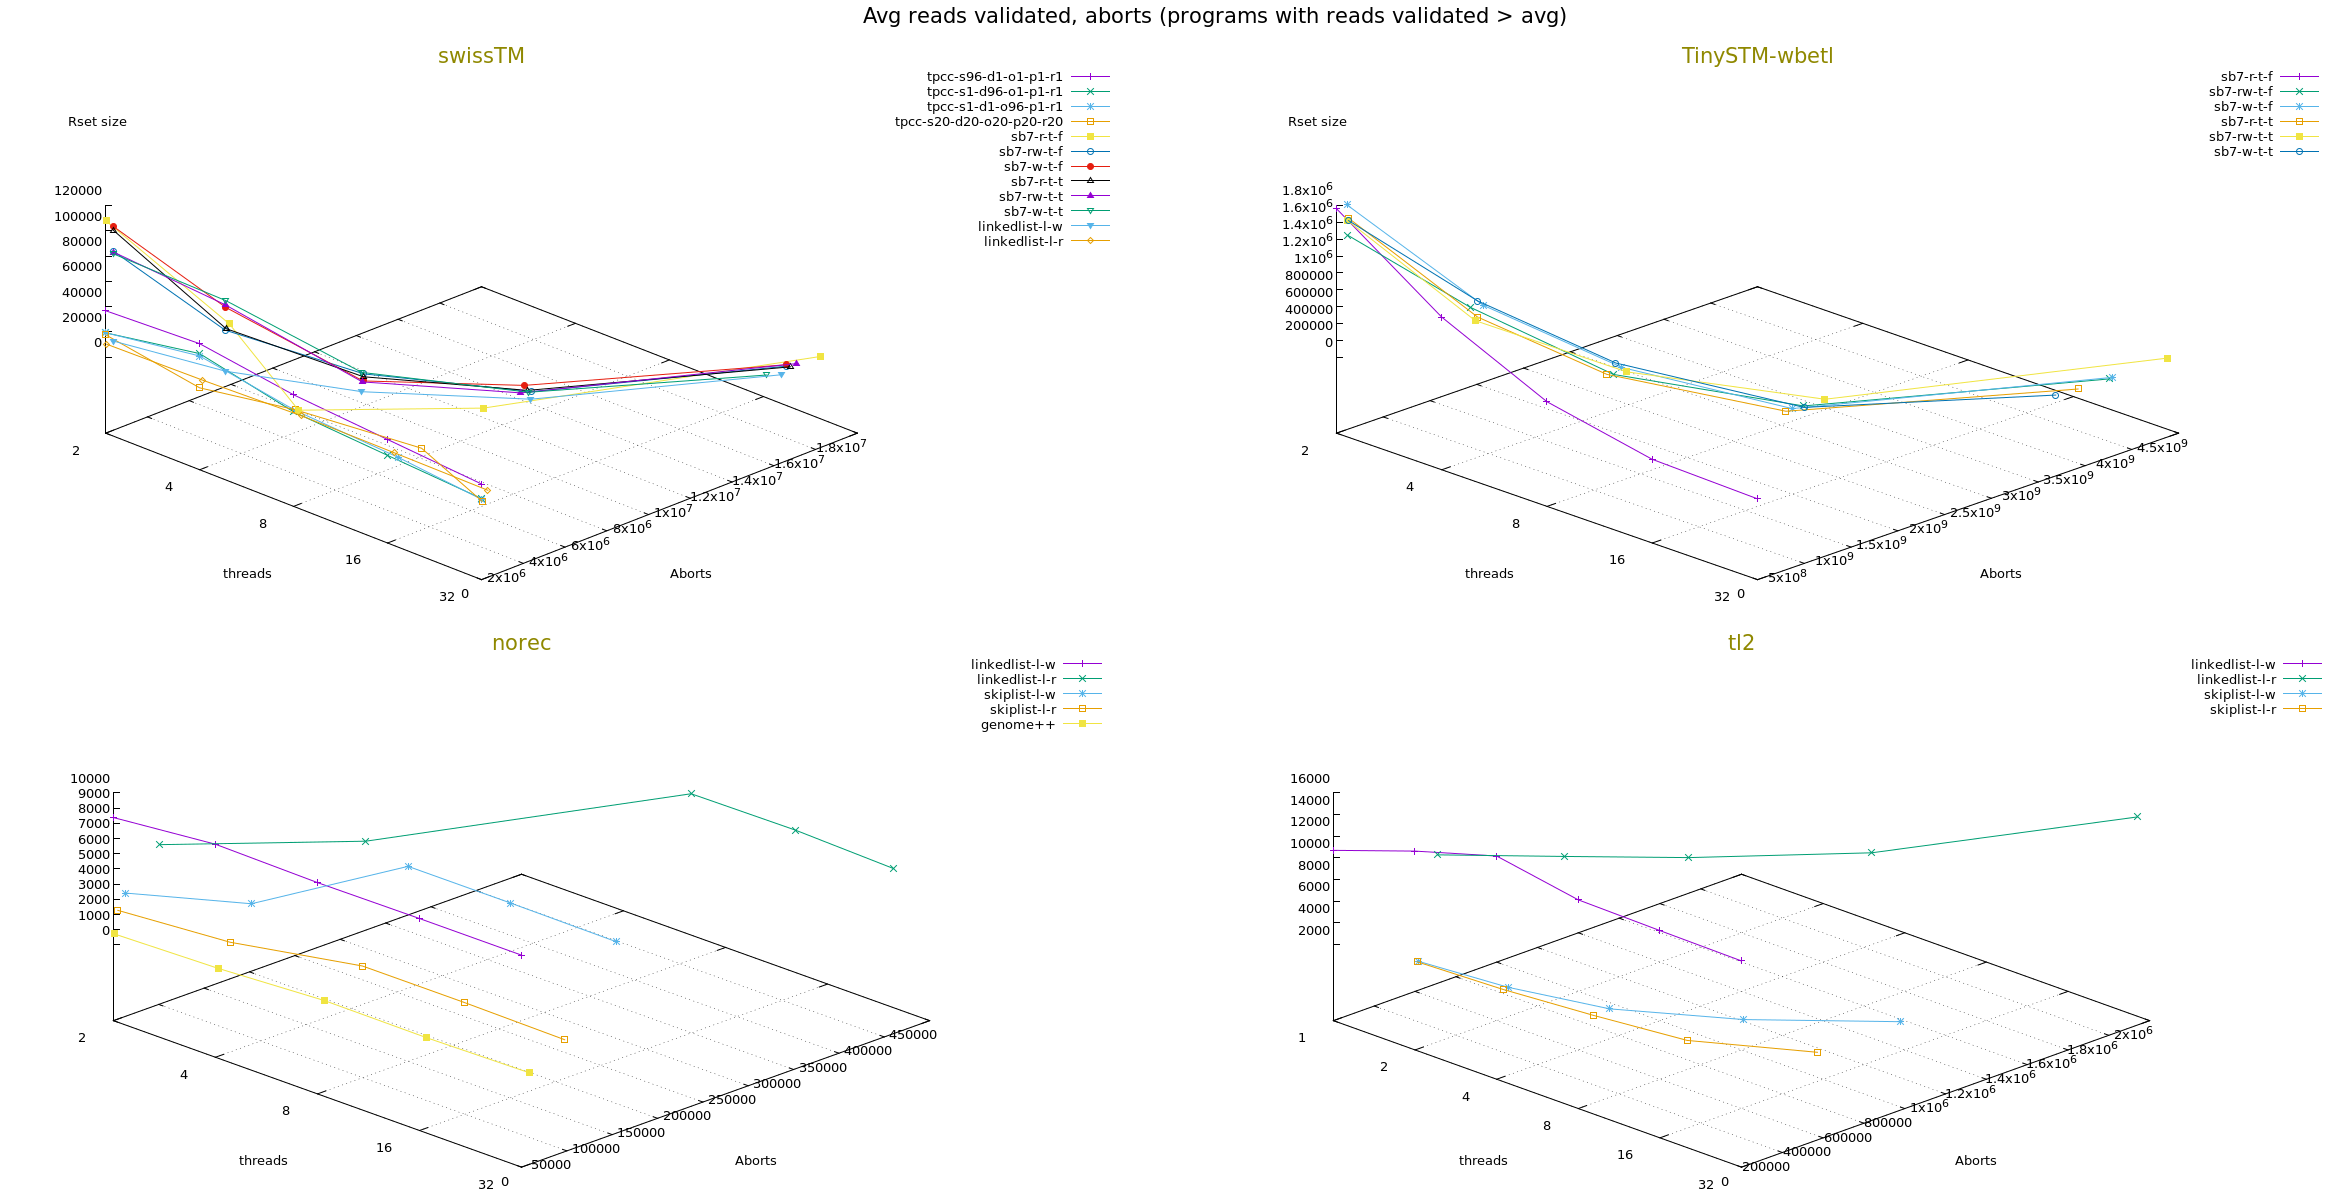 Avg reads validated, aborts (programs with reads validated > avg)
swissTM
tpcc-s96-d1-o1-p1-r1
tpcc-s1-d96-o1-p1-r1
tpcc-s1-d1-o96-p1-r1
tpcc-s20-d20-o20-p20-r20
sb7-r-t-f
sb7-rw-t-f
sb7-w-t-f
sb7-r-t-t
sb7-rw-t-t
sb7-w-t-t
linkedlist-l-w
linkedlist-l-r
Rset size
120000
100000
80000
60000
40000
20000
0
2
4
8
16
32
threads
0
2x10^6
4x10^6
6x10^6
8x10^6
1x10^7
1.2x10^7
1.4x10^7
1.6x10^7
1.8x10^7
Aborts
TinySTM-wbetl
sb7-r-t-f
sb7-rw-t-f
sb7-w-t-f
sb7-r-t-t
sb7-rw-t-t
sb7-w-t-t
Rset size
1.8x10^6
1.6x10^6
1.4x10^6
1.2x10^6
1x10^6
800000
600000
400000
200000
0
2
4
8
16
32
threads
0
5x10^8
1x10^9
1.5x10^9
2x10^9
2.5x10^9
3x10^9
3.5x10^9
4x10^9
4.5x10^9
Aborts
norec
linkedlist-l-w
linkedlist-l-r
skiplist-l-w
skiplist-l-r
genome++
10000
9000
8000
7000
6000
5000
4000
3000
2000
1000
0
2
4
8
16
32
threads
0
50000
100000
150000
200000
250000
300000
350000
400000
450000
Aborts
tl2
linkedlist-l-w
linkedlist-l-r
skiplist-l-w
skiplist-l-r
16000
14000
12000
10000
8000
6000
4000
2000
1
2
4
8
16
32
threads
0
200000
400000
600000
800000
1x10^6
1.2x10^6
1.4x10^6
1.6x10^6
1.8x10^6
2x10^6
Aborts